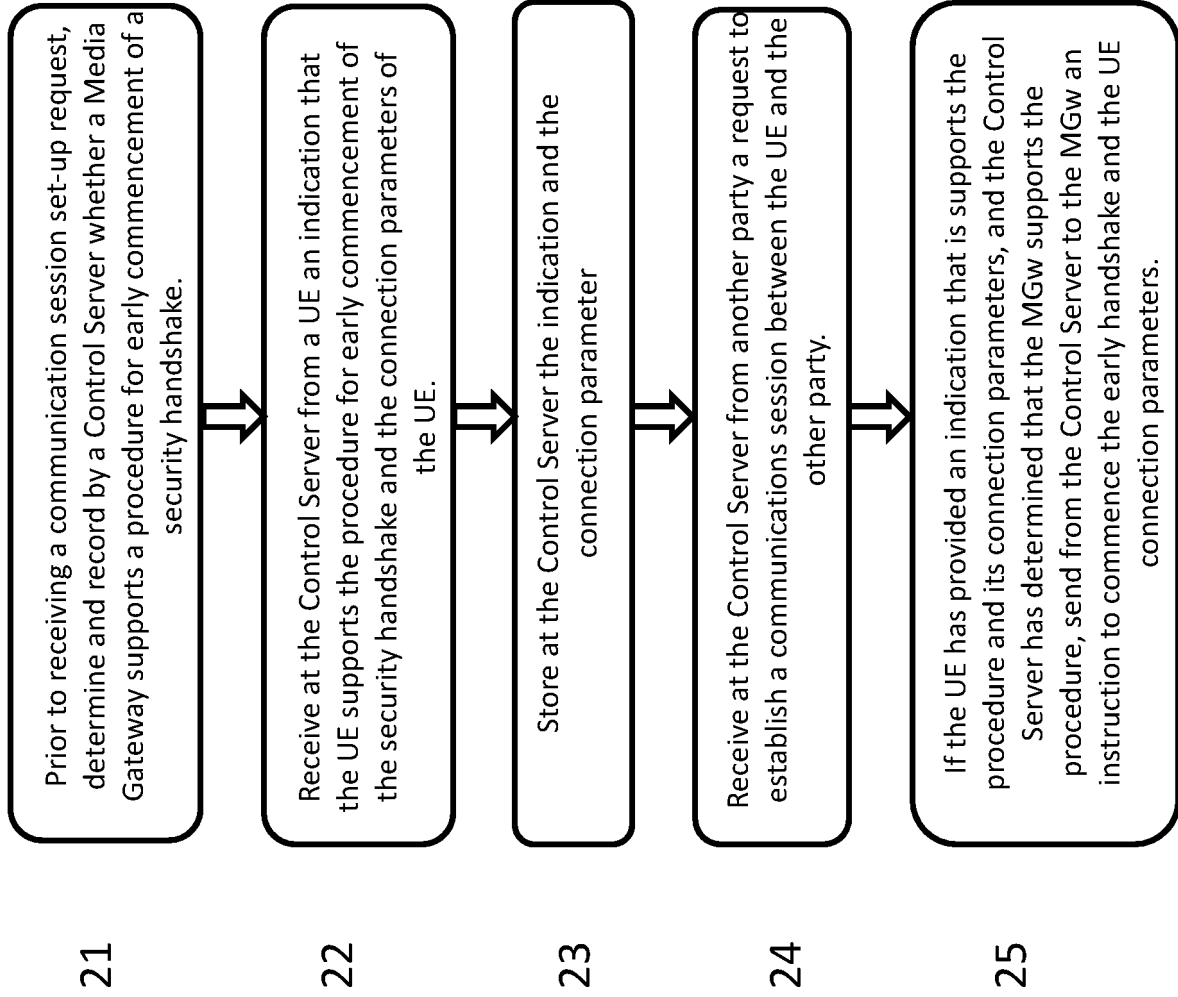 21
Prior to receiving a communication session set-up request,
determine and record by a Control Server whether a Media
Gateway supports a procedure for early commencement of a
security handshake.
22
Receive at the Control Server from a UE an indication that
the UE supports the procedure for early commencement of
the security handshake and the connection parameters of
the UE.
23
Store at the Control Server the indication and the
connection parameter
24
Receive at the Control Server from another party a request to
establish a communications session between the UE and the
other party.
25
If the UE has provided an indication that is supports the
procedure and its connection parameters, and the Control
Server has determined that the MGw supports the
procedure, send from the Control Server to the MGw an
instruction to commence the early handshake and the UE
connection parameters.